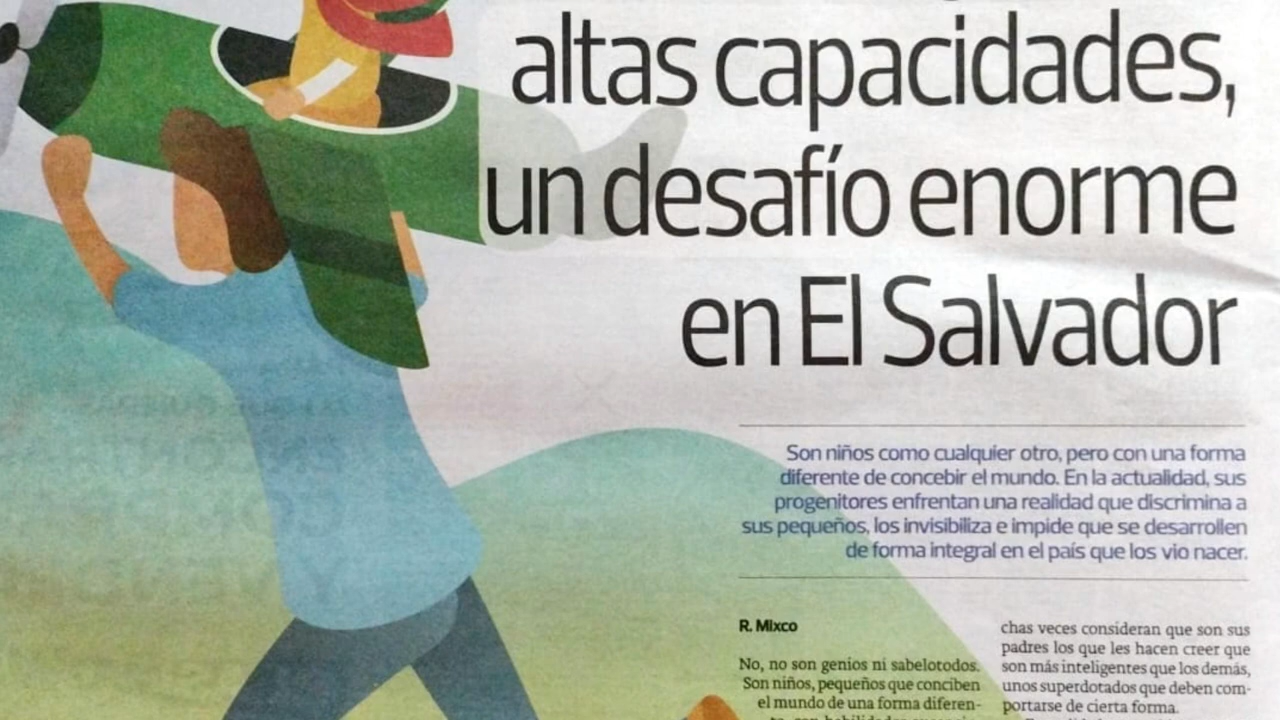 altas capacidades,
un desafío enorme
en El Salvador
Son niños como cualquier otro, pero con una forma
diferente de concebir el mundo. En la actualidad, sus
progenitores enfrentan una realidad que discrimina a
sus pequeños, los invisibiliza e impide que se desarrollen
de forma integral en el país que los vio nacer.
R. Mixco
No, no son genios ni sabelotodos.
Son niños, pequeños que conciben
el mundo de una forma diferen-
chas veces consideran que son sus
padres los que les hacen creer que
son más inteligentes que los demás,
unos superdotados que deben com-
portarse de cierta forma.